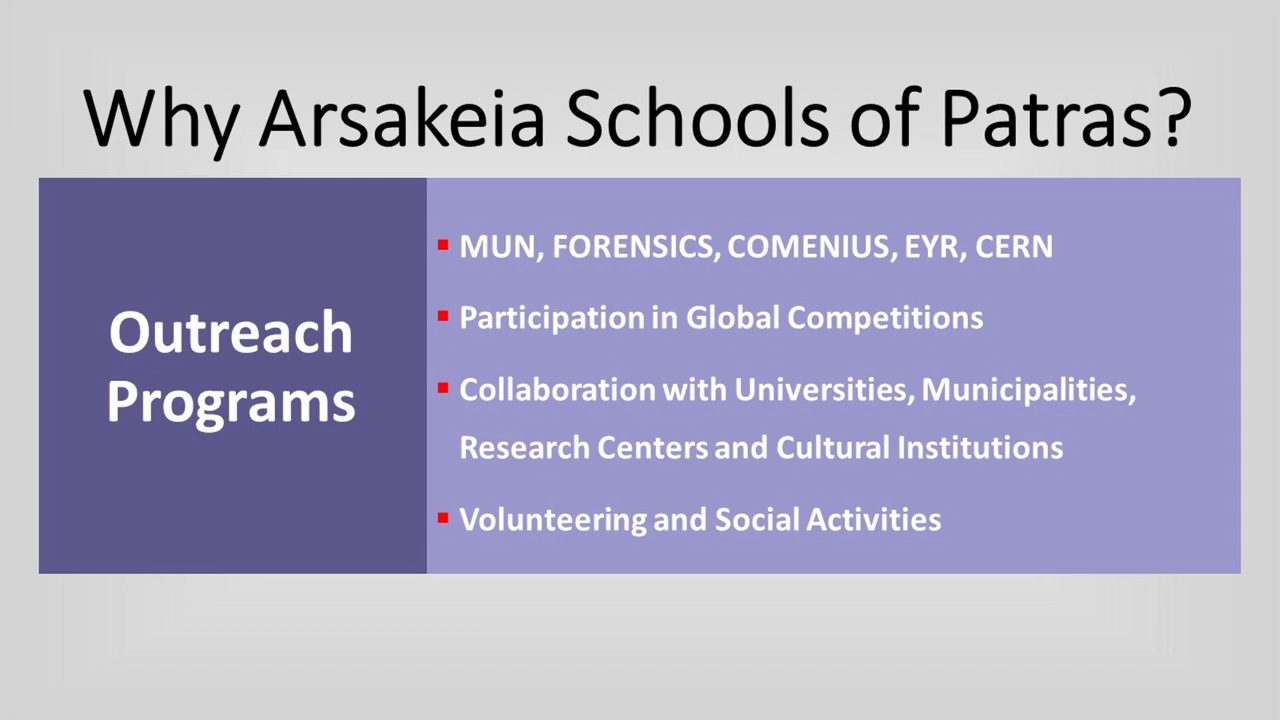 Why Arsakeia Schools of Patras?
Outreach
Programs
MUN, FORENSICS, COMENIUS, EYR, CERN
Participation in Global Competitions
Collaboration with Universities, Municipalities,
Research Centers and Cultural Institutions
Volunteering and Social Activities